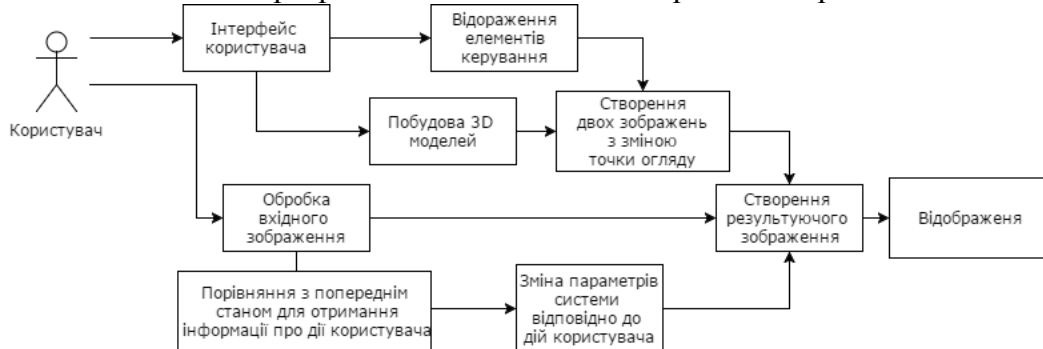 Інтерфейс
користувача
Відораження
елементів
керування
Користувач
Побудова 3D
моделей
Створення
двох зображень
з зміною
точки огляду
Обробка
вхідного
зображення
Створення
результуючого
зображення
Відображеня
Порівняння з попереднім
станом для отримання
інформації про дії користувача
Зміна параметрів
системи
відповідно до
дій користувача